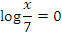 log x/7 = 0